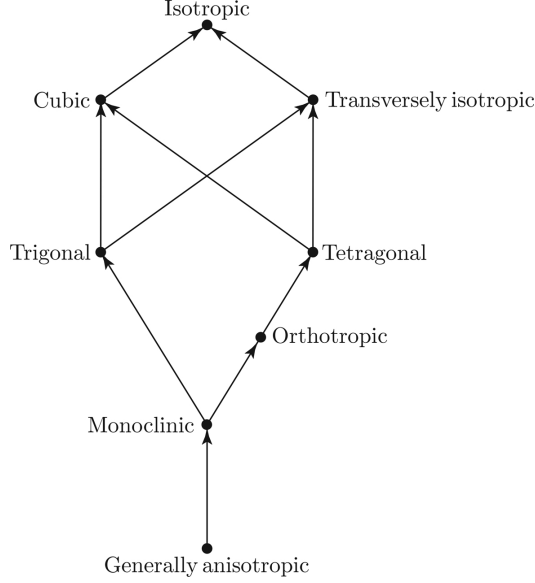 Isotropic
Cubic
Transversely isotropic
Trigonal
Tetragonal
Orthotropic
Monoclinic
Generally anisotropic